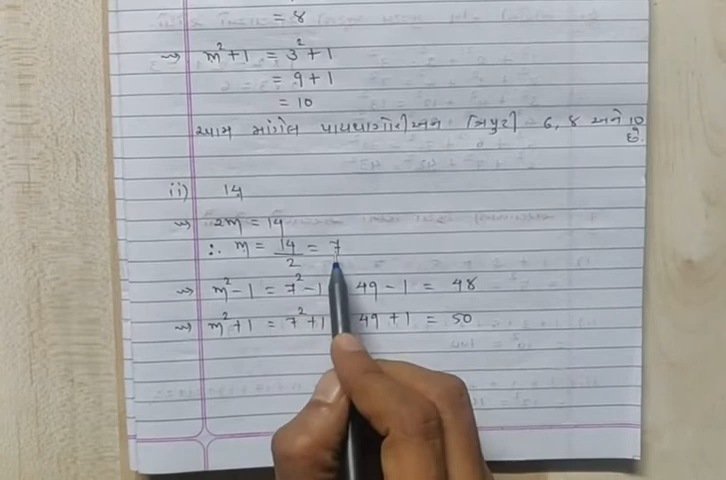 = 8
⇝ m²+1 = 3²+1
= 9+1
= 10
આમ માંગેલ પાયથાગોરીઅન ત્રિપુટી 6, 8 અને 10 છે.
ii) 14
⇝ 2m = 14
∴ m = 14/2 = 7
⇝ m²-1 = 7²-1 49-1 = 48
⇝ m²+1 = 7²+1 49+1 = 50